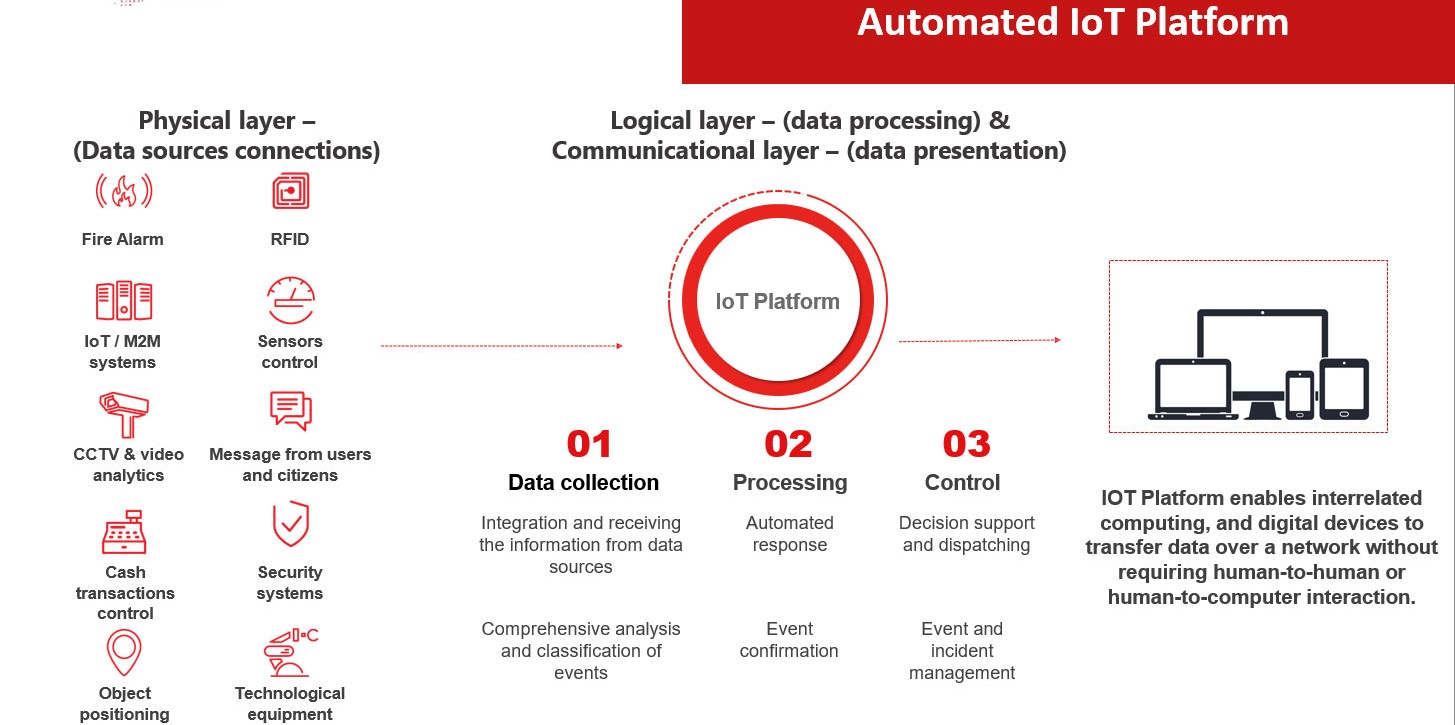 Automated IoT Platform
Physical layer –
(Data sources connections)
Fire Alarm
RFID
IoT / M2M
systems
Sensors
control
CCTV & video
analytics
Message from users
and citizens
Cash
transactions
control
Security
systems
Object
positioning
Technological
equipment
Logical layer – (data processing) &
Communicational layer – (data presentation)
IoT Platform
01
Data collection
Integration and receiving
the information from data
sources
Comprehensive analysis
and classification of
events
02
Processing
Automated
response
Event
confirmation
03
Control
Decision support
and dispatching
Event and
incident
management
IOT Platform enables interrelated
computing, and digital devices to
transfer data over a network without
requiring human-to-human or
human-to-computer interaction.